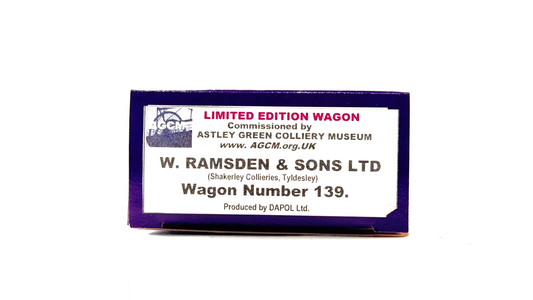 AGCM
LIMITED EDITION WAGON
Commissioned by
ASTLEY GREEN COLLIERY MUSEUM
www. AGCM.org.UK
W. RAMSDEN & SONS LTD
(Shakerley Collieries, Tyldesley)
Wagon Number 139.
Produced by DAPOL Ltd.